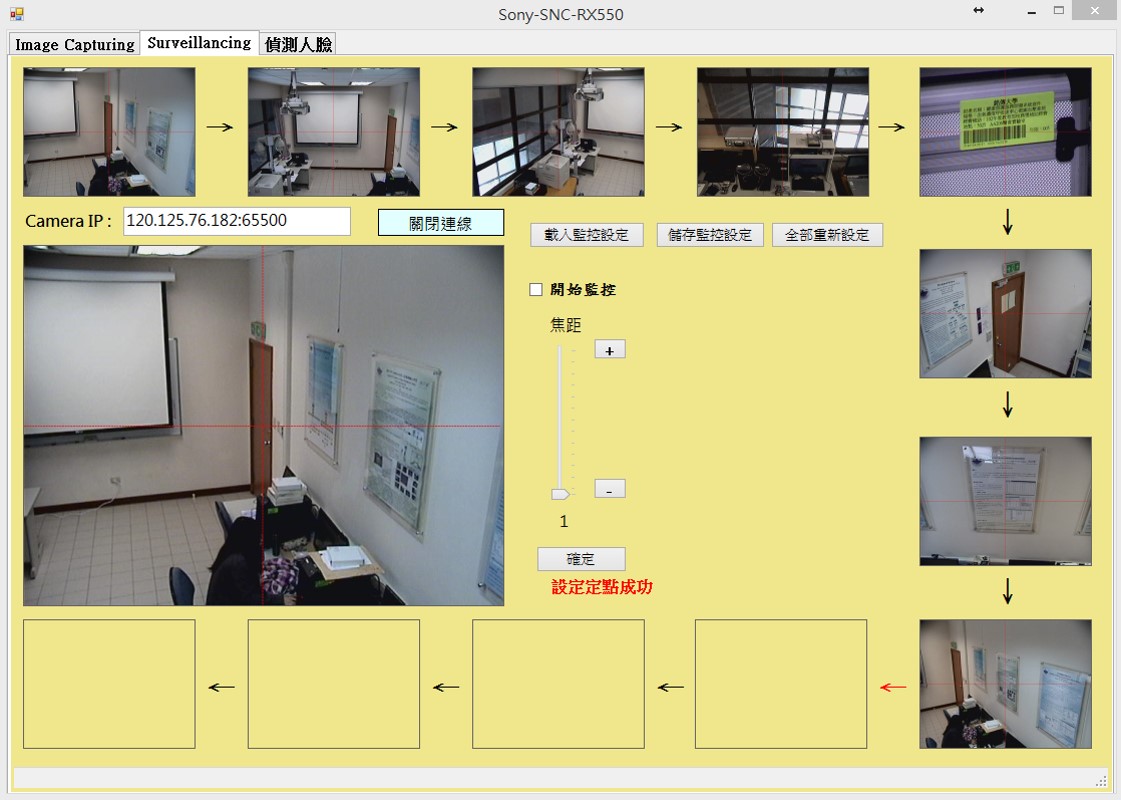 Sony-SNC-RX550
Image Capturing
Surveillancing
偵測人臉
Camera IP :
120.125.76.182:65500
關閉連線
載入監控設定
儲存監控設定
全部重新設定
開始監控
焦距
+
-
1
確定
設定定點成功